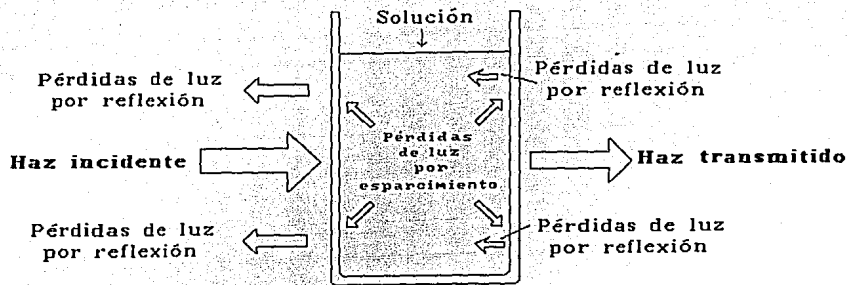 Solución
Pérdidas de luz
por reflexión
Pérdidas de luz
por reflexión
Haz incidente
Pérdidas
de luz
por
esparcimiento
Haz transmitido
Pérdidas de luz
por reflexión
Pérdidas de luz
por reflexión